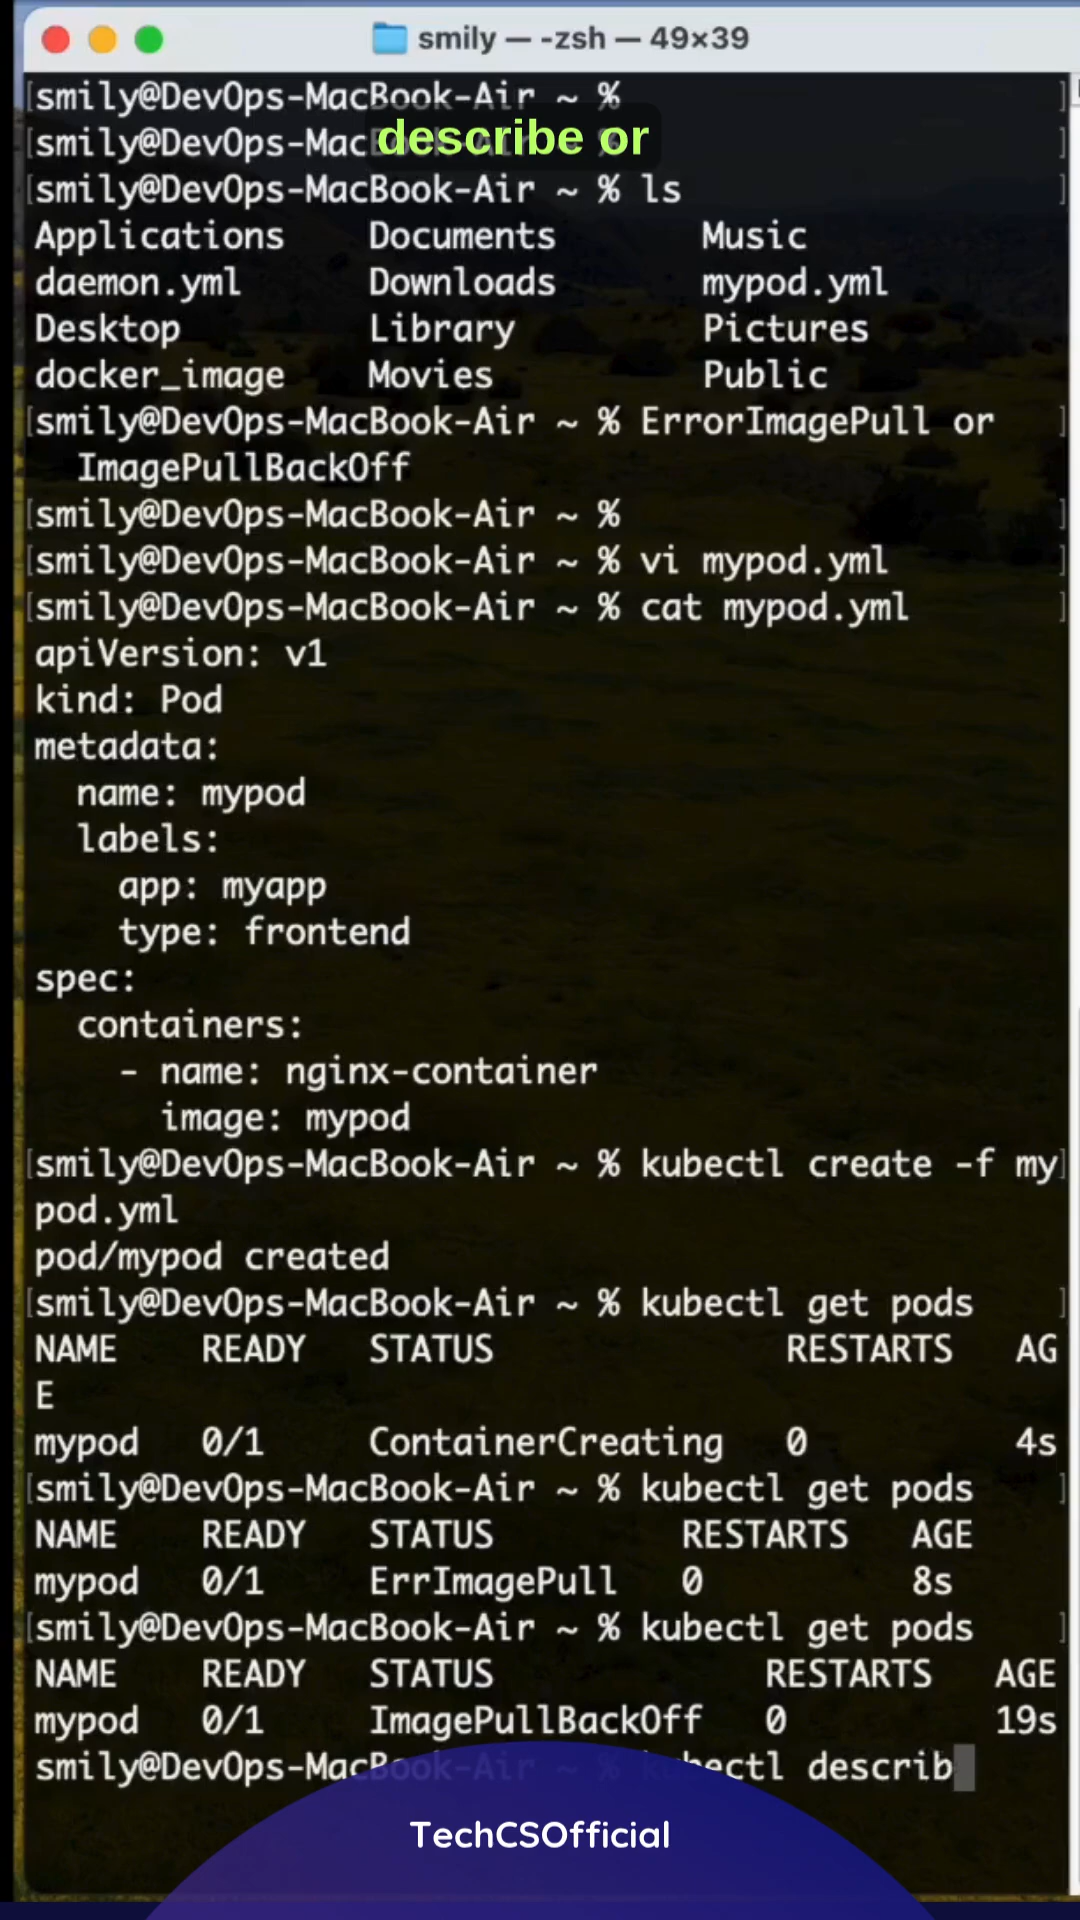 smily — -zsh — 49×39
smily@DevOps-MacBook-Air ~ %
describe or
smily@DevOps-MacBook-Air ~ %
smily@DevOps-MacBook-Air ~ % ls
Applications Documents Music
daemon.yml Downloads mypod.yml
Desktop Library Pictures
docker_image Movies Public
smily@DevOps-MacBook-Air ~ % ErrorImagePull or
ImagePullBackOff
smily@DevOps-MacBook-Air ~ %
smily@DevOps-MacBook-Air ~ % vi mypod.yml
smily@DevOps-MacBook-Air ~ % cat mypod.yml
apiVersion: v1
kind: Pod
metadata:
  name: mypod
  labels:
    app: myapp
    type: frontend
spec:
  containers:
    - name: nginx-container
      image: mypod
smily@DevOps-MacBook-Air ~ % kubectl create -f my
pod.yml
pod/mypod created
smily@DevOps-MacBook-Air ~ % kubectl get pods
NAME READY STATUS RESTARTS AG
E
mypod 0/1 ContainerCreating 0 4s
smily@DevOps-MacBook-Air ~ % kubectl get pods
NAME READY STATUS RESTARTS AGE
mypod 0/1 ErrImagePull 0 8s
smily@DevOps-MacBook-Air ~ % kubectl get pods
NAME READY STATUS RESTARTS AGE
mypod 0/1 ImagePullBackOff 0 19s
smily@DevOps-MacBook-Air ~ % kubectl describ
TechCSOfficial